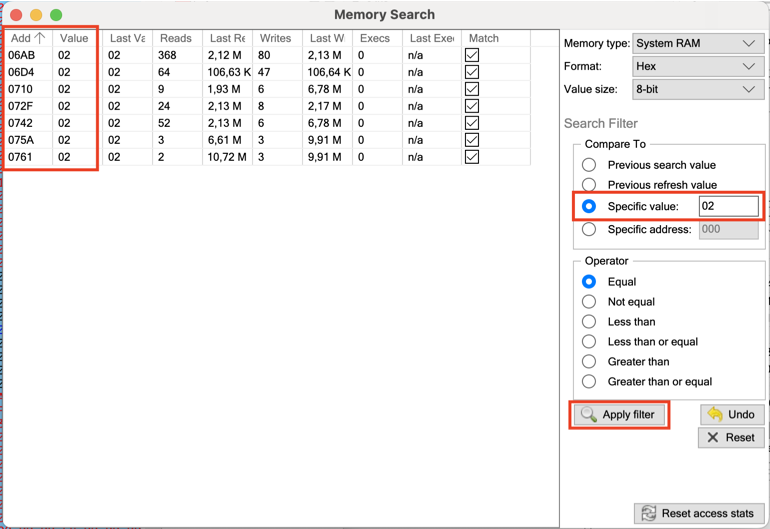 Memory Search
Add Value Last Va Reads Last Re Writes Last W Execs Last Exec Match
06AB 02 02 368 2,12 M 80 2,13 M 0 n/a
06D4 02 02 64 106,63 K 47 106,64 K 0 n/a
0710 02 02 9 1,93 M 6 6,78 M 0 n/a
072F 02 02 24 2,13 M 8 2,17 M 0 n/a
0742 02 02 52 2,13 M 6 6,78 M 0 n/a
075A 02 02 3 6,61 M 3 9,91 M 0 n/a
0761 02 02 2 10,72 M 3 9,91 M 0 n/a
Memory type: System RAM
Format: Hex
Value size: 8-bit
Search Filter
Compare To
Previous search value
Previous refresh value
Specific value: 02
Specific address: 000
Operator
Equal
Not equal
Less than
Less than or equal
Greater than
Greater than or equal
Apply filter Undo
Reset
Reset access stats